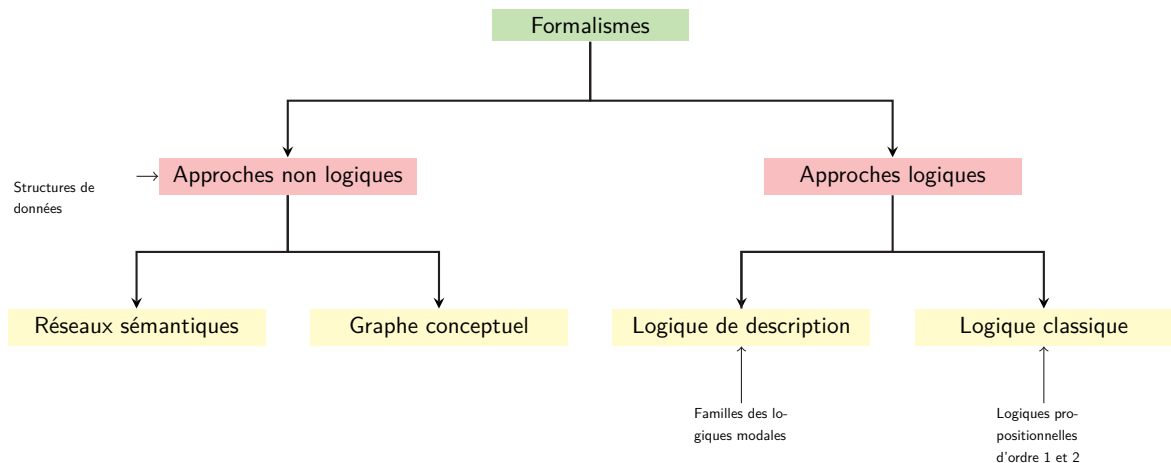 Formalismes
Approches non logiques
Approches logiques
Structures de
données
Réseaux sémantiques
Graphe conceptuel
Logique de description
Logique classique
Familles des lo-
giques modales
Logiques pro-
positionnelles
d'ordre 1 et 2